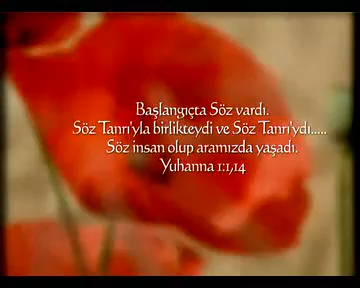 Başlangıçta Söz vardı.
Söz Tanrı'yla birlikteydi ve Söz Tanrı'ydı.....
Söz insan olup aramızda yaşadı.
Yuhanna 1:1,14